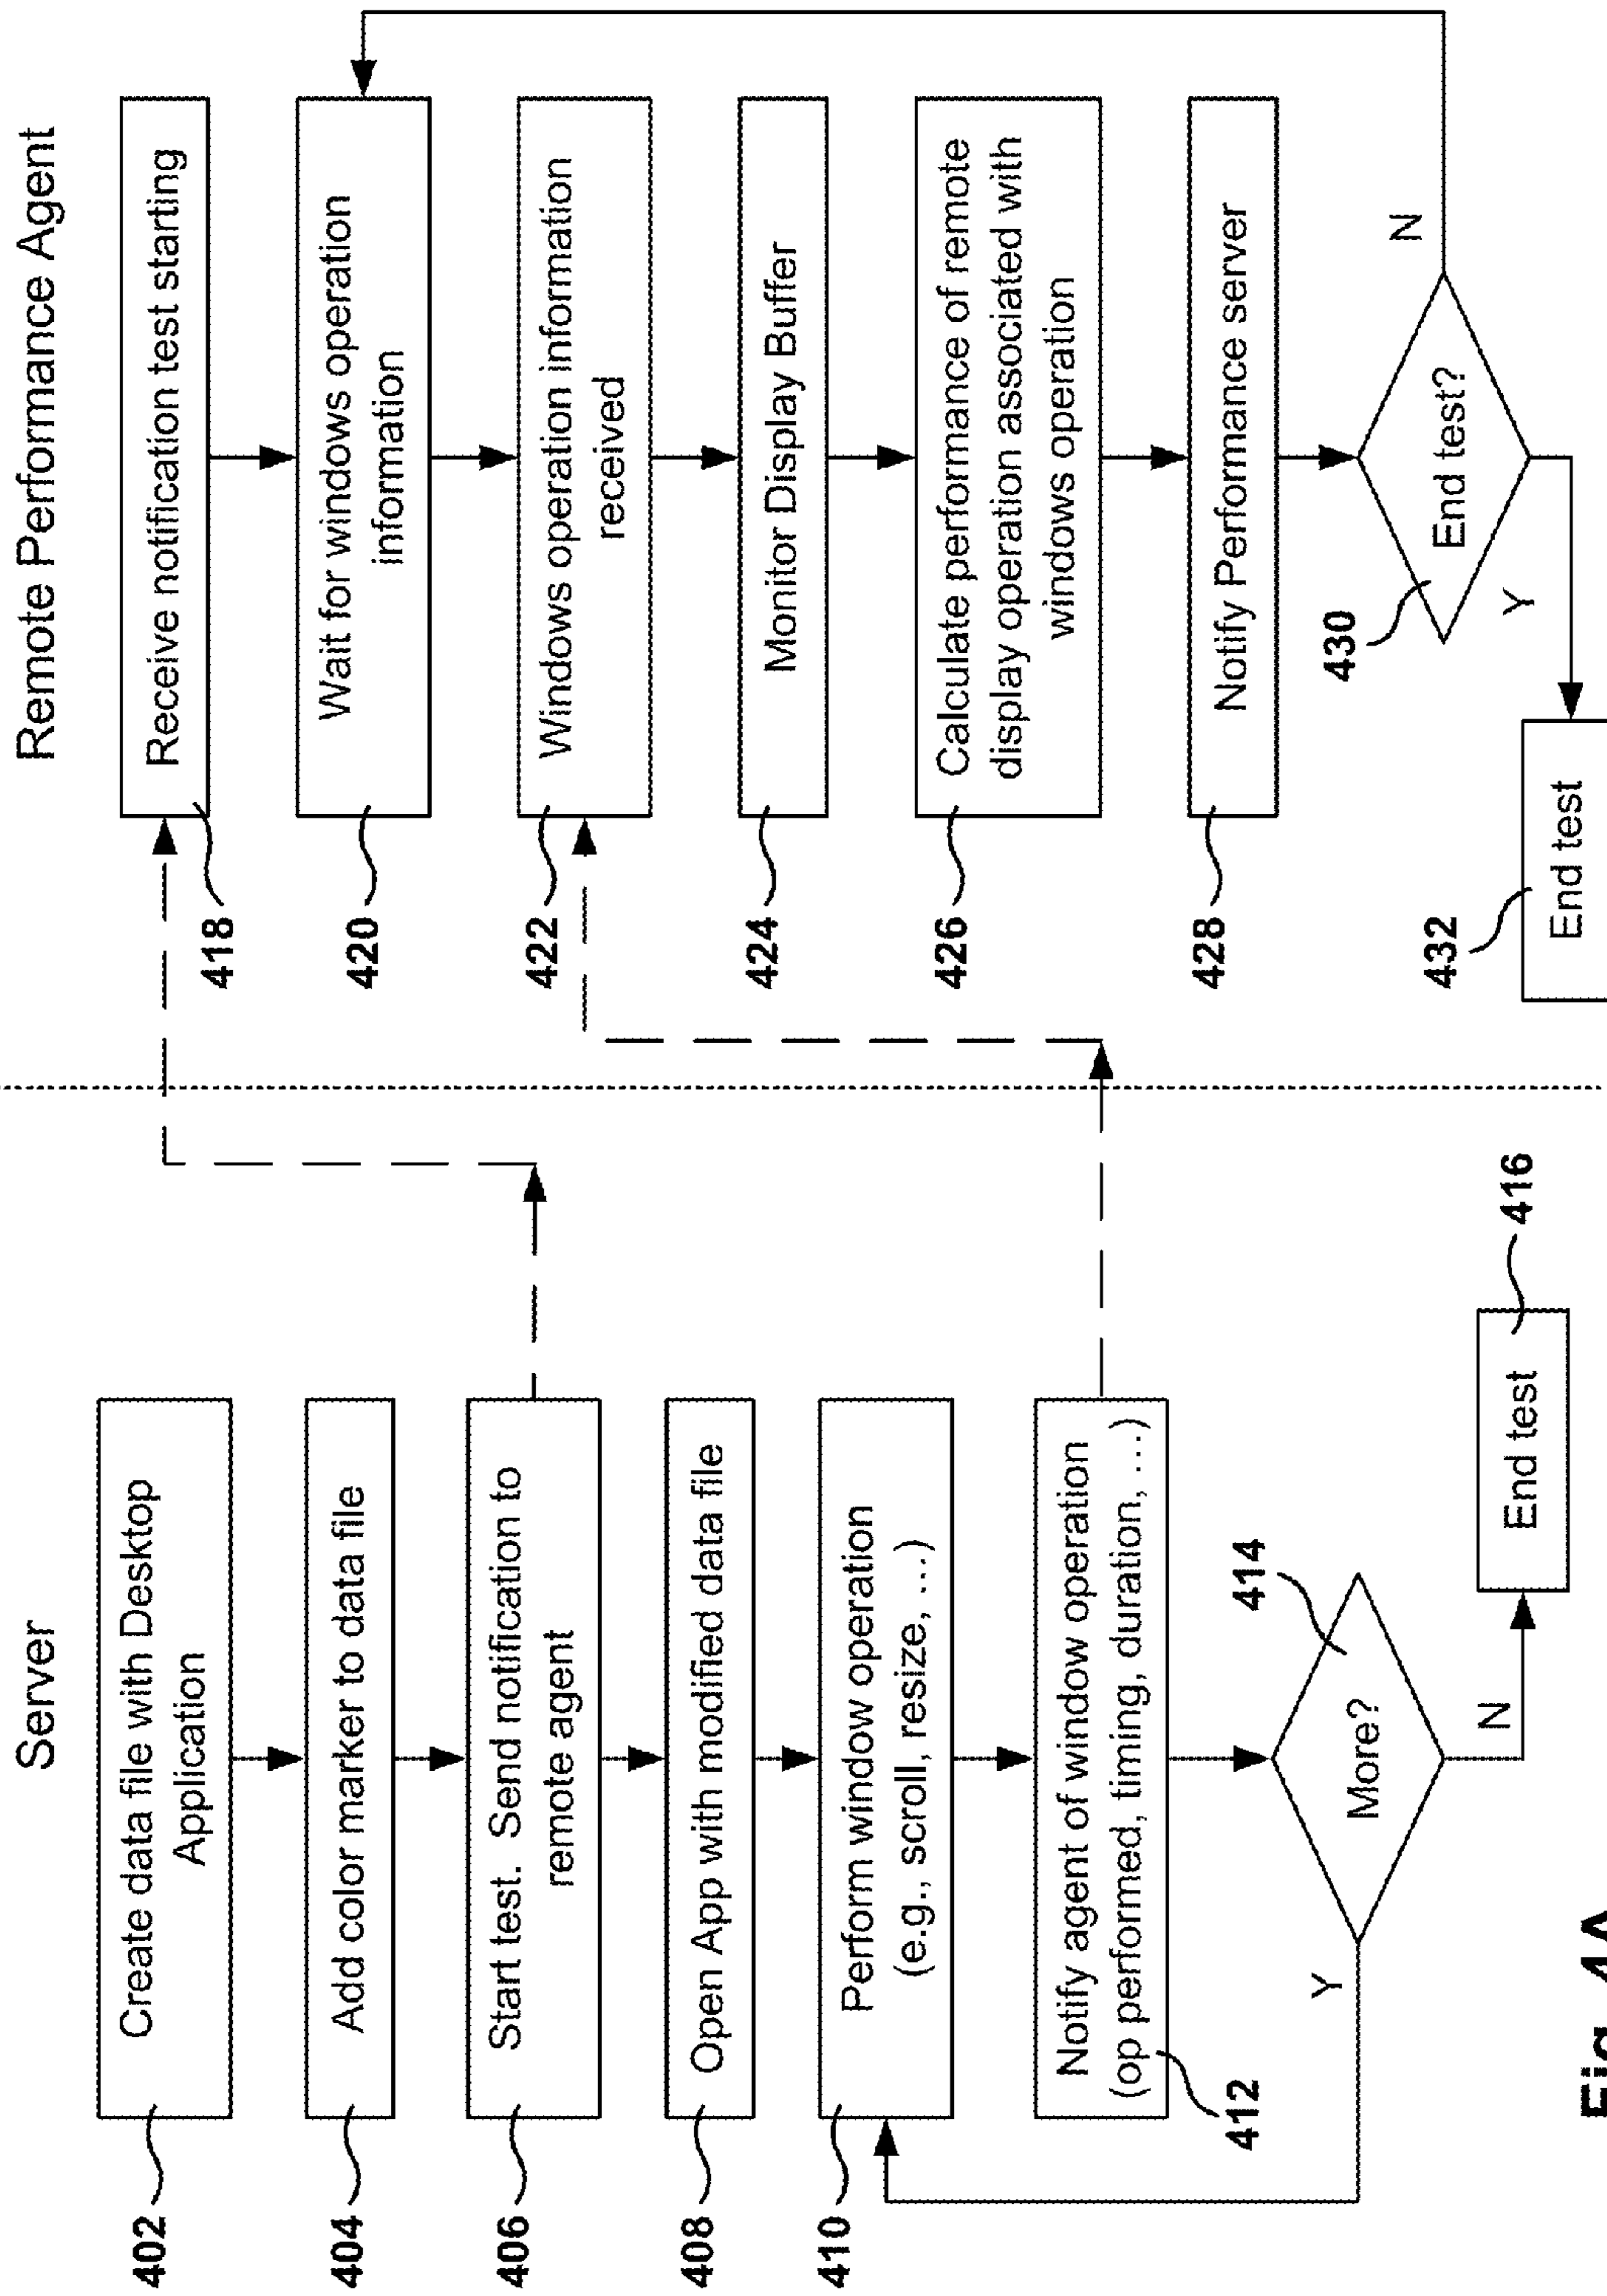 Server
402
Create data file with Desktop
Application
404
Add color marker to data file
406
Start test. Send notification to
remote agent
408
Open App with modified data file
410
Perform window operation
(e.g., scroll, resize, ...)
412
Notify agent of window operation
(op performed, timing, duration, ...)
414
More?
Y
N
End test
416
Remote Performance Agent
418
Receive notification test starting
420
Wait for windows operation
information
422
Windows operation information
received
424
Monitor Display Buffer
426
Calculate performance of remote
display operation associated with
windows operation
428
Notify Performance server
430
End test?
N
Y
432
End test
Fig. 4A